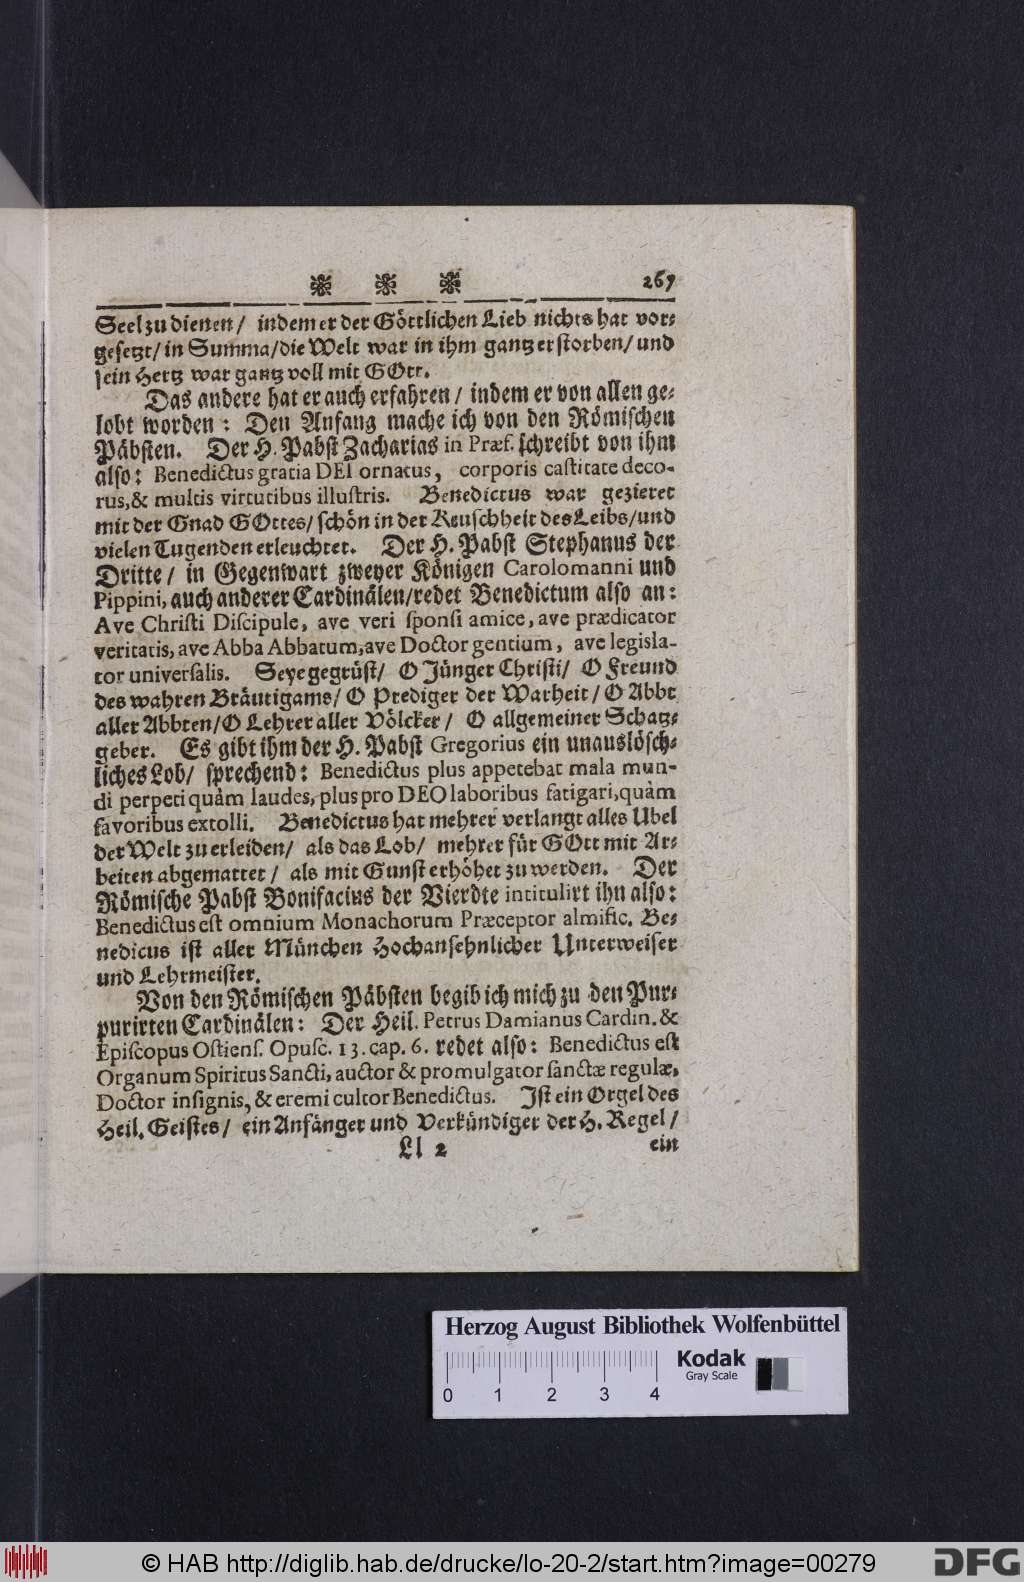 267
Seel zu dienen/ indem er der Göttlichen Lieb nichts hat vor-
gesetzt/ in Summa/ die Welt war in ihm gantz erstorben/ und
sein Hertz war gantz voll mit GOtt.
Das andere hat er auch erfahren/ indem er von allen ge-
lobt worden: Den Anfang mache ich von den Römischen
Päbsten. Der H. Pabst Zacharias in Præf. schreibt von ihm
also: Benedictus gratia DEI ornatus, corporis castitate deco-
rus, & multis virtutibus illustris. Benedictus war gezieret
mit der Gnad GOttes/ schön in der Keuschheit des Leibs/ und
vielen Tugenden erleuchtet. Der H. Pabst Stephanus der
Dritte/ in Gegenwart zweyer Königen Carolomanni und
Pippini, auch anderer Cardinälen/ redet Benedictum also an:
Ave Christi Discipule, ave veri sponsi amice, ave prædicator
veritatis, ave Abba Abbatum, ave Doctor gentium, ave legisla-
tor universalis. Seye gegrüst/ O Jünger Christi/ O Freund
des wahren Bräutigams/ O Prediger der Warheit/ O Abbt
aller Abbten/ O Lehrer aller Völcker/ O allgemeiner Schatz-
geber. Es gibt ihm der H. Pabst Gregorius ein unauslösch-
liches Lob/ sprechend: Benedictus plus appetebat mala mun-
di perpeti quàm laudes, plus pro DEO laboribus fatigari, quàm
favoribus extolli. Benedictus hat mehrer verlangt alles Ubel
der Welt zu erleiden/ als das Lob/ mehrer für GOtt mit Ar-
beiten abgemattet/ als mit Gunst erhöhet zu werden. Der
Römische Pabst Bonifacius der Vierdte intitulirt ihn also:
Benedictus est omnium Monachorum Præceptor almific. Be-
nedicus ist aller München Hochansehnlicher Unterweiser
und Lehrmeister.
Von den Römischen Päbsten begib ich mich zu den Pur-
purirten Cardinälen: Der Heil. Petrus Damianus Cardin. &
Episcopus Ostiens. Opusc. 13. cap. 6. redet also: Benedictus est
Organum Spiritus Sancti, auctor & promulgator sanctæ regulæ,
Doctor insignis, & eremi cultor Benedictus. Ist ein Orgel des
Heil. Geistes/ ein Anfänger und Verkündiger der H. Regel/
Ll 2 ein
Herzog August Bibliothek Wolfenbüttel
Kodak
Gray Scale
0 1 2 3 4
© HAB http://diglib.hab.de/drucke/lo-20-2/start.htm?image=00279
DFG